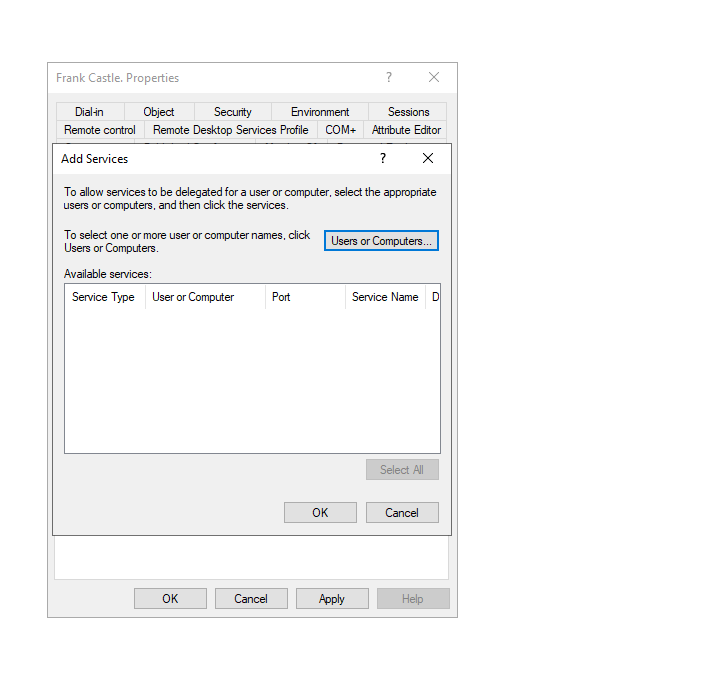 Frank Castle. Properties
?
Dial-in Object Security Environment Sessions
Remote control Remote Desktop Services Profile COM+ Attribute Editor
Add Services
?
To allow services to be delegated for a user or computer, select the appropriate
users or computers, and then click the services.
To select one or more user or computer names, click
Users or Computers.
Users or Computers...
Available services:
Service Type User or Computer Port Service Name D
Select All
OK Cancel
OK Cancel Apply Help